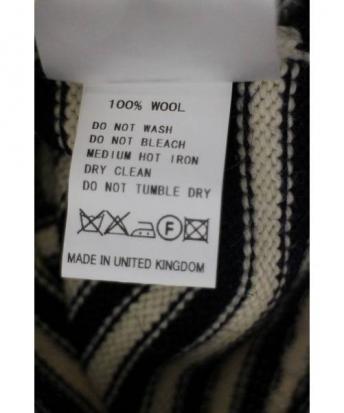 100% WOOL
DO NOT WASH
DO NOT BLEACH
MEDIUM HOT IRON
DRY CLEAN
DO NOT TUMBLE DRY
F
MADE IN UNITED KINGDOM